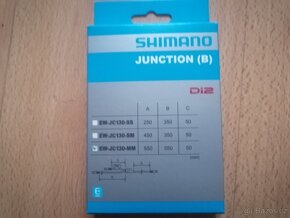 SHIMANO
JUNCTION (B)
Di2
A B C
EW-JC130-SS 250 350 50
EW-JC130-SM 450 350 50
EW-JC130-MM 550 550 50
(mm)
E